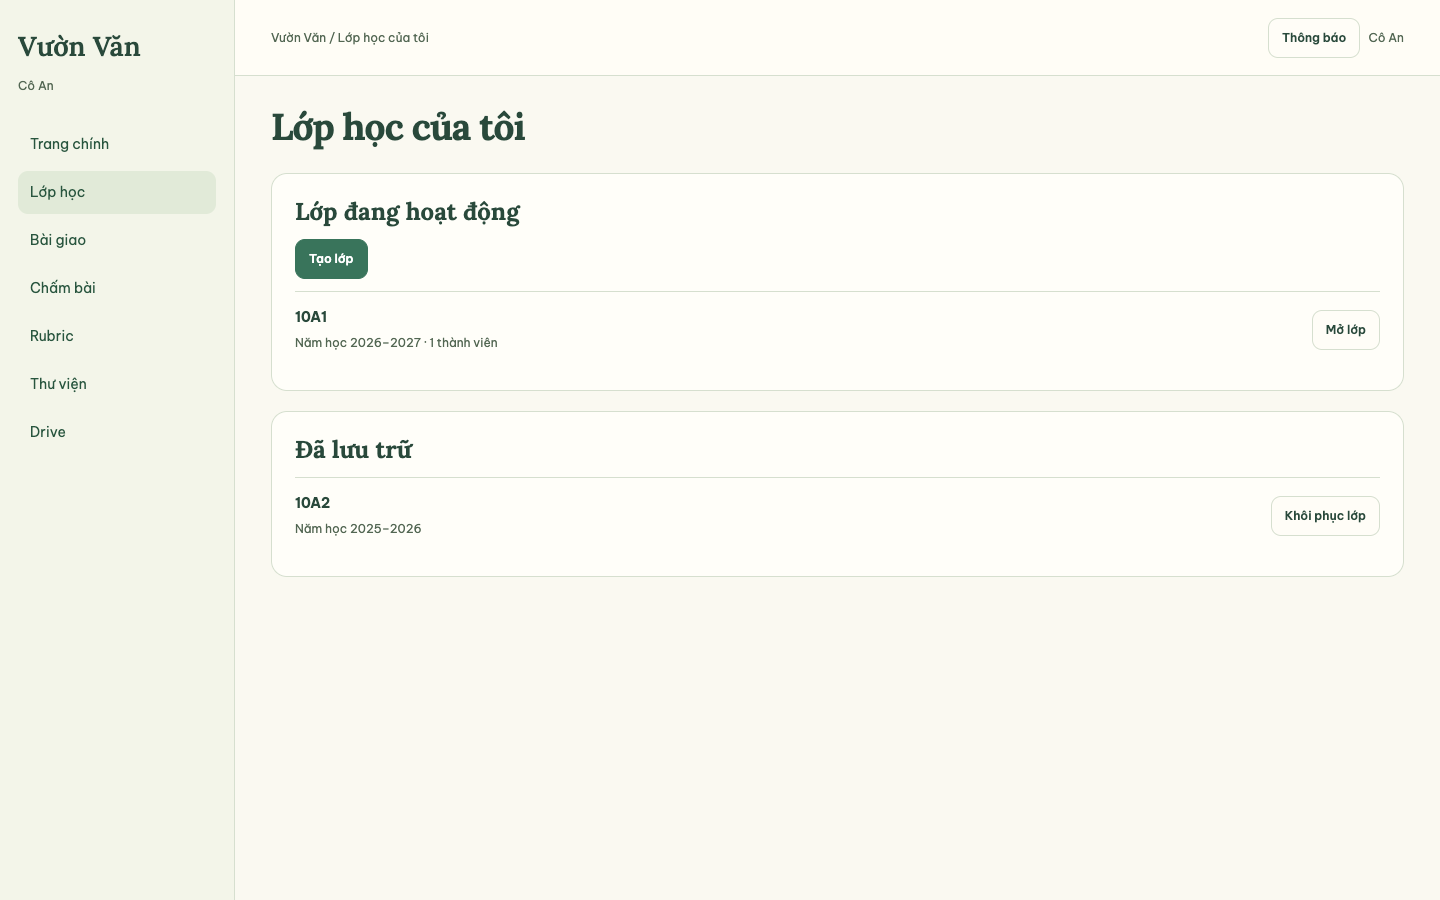 Vườn Văn
Cô An
Trang chính
Lớp học
Bài giao
Chấm bài
Rubric
Thư viện
Drive
Vườn Văn / Lớp học của tôi
Thông báo
Cô An
Lớp học của tôi
Lớp đang hoạt động
Tạo lớp
10A1
Năm học 2026–2027 · 1 thành viên
Mở lớp
Đã lưu trữ
10A2
Năm học 2025–2026
Khôi phục lớp